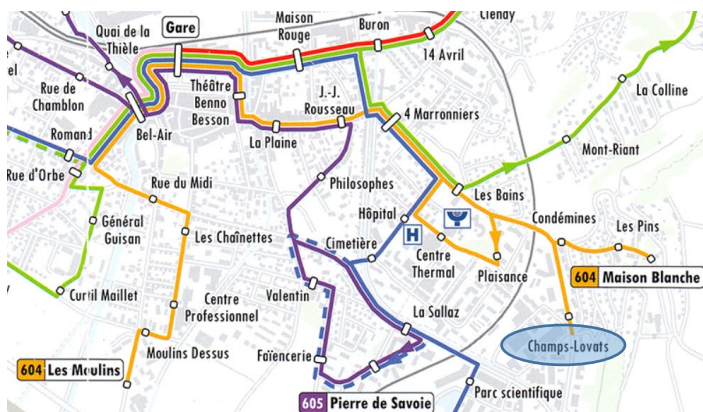 Quai de la
Thièle
Gare
Maison
Rouge
Buron
Clendy
14 Avril
Rue de
Chamblon
Théâtre
Benno
Besson
J.-J.
Rousseau
La Colline
4 Marronniers
Romand
Bel-Air
La Plaine
Mont-Riant
Rue d'Orbe
Rue du Midi
Philosophes
Les Bains
Général
Guisan
Les Chaînettes
Hôpital
H
Condémines
Les Pins
Cimetière
Centre
Thermal
Plaisance
604 Maison Blanche
Curtil Maillet
Centre
Professionnel
Valentin
La Sallaz
Moulins Dessus
Faïencerie
Champs-Lovats
604 Les Moulins
605 Pierre de Savoie
Parc scientifique